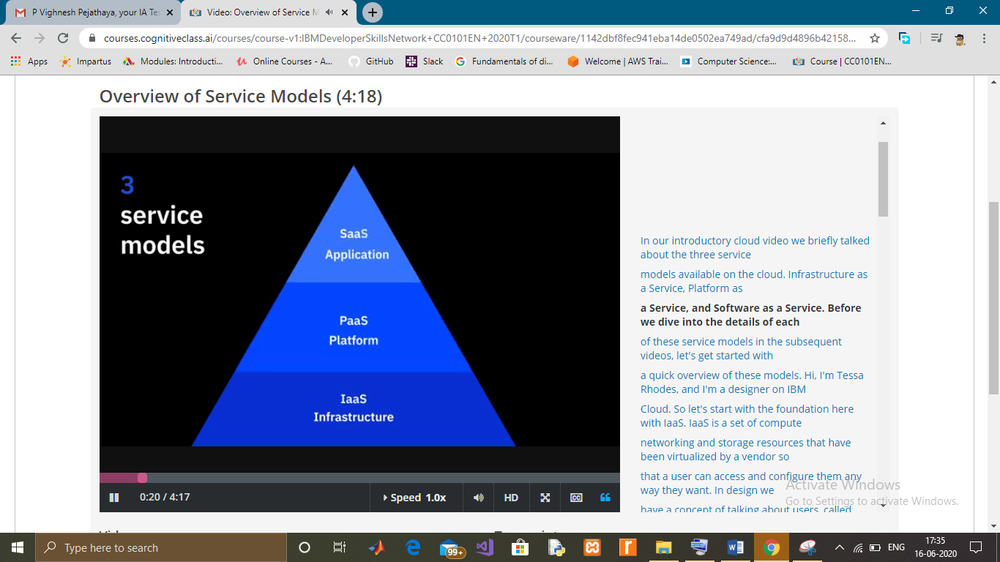 P Vighnesh Pejathaya, your IA Tes
Video: Overview of Service M
courses.cognitiveclass.ai/courses/course-v1:IBMDeveloperSkillsNetwork+CC0101EN+2020T1/courseware/1142dbf8fec941eba14de0502ea749ad/cfa9d9d4896b42158...
Apps
Impartus
Modules: Introducti...
Online Courses - A...
GitHub
Slack
Fundamentals of di...
Welcome | AWS Trai...
Computer Science:...
Course | CC0101EN...
Overview of Service Models (4:18)
3
service
models
SaaS
Application
PaaS
Platform
IaaS
Infrastructure
0:20 / 4:17
Speed 1.0x
HD
CC
In our introductory cloud video we briefly talked
about the three service
models available on the cloud. Infrastructure as
a Service, Platform as
a Service, and Software as a Service. Before
we dive into the details of each
of these service models in the subsequent
videos, let's get started with
a quick overview of these models. Hi, I'm Tessa
Rhodes, and I'm a designer on IBM
Cloud. So let's start with the foundation here
with IaaS. IaaS is a set of compute
networking and storage resources that have
been virtualized by a vendor so
that a user can access and configure them any
way they want. In design we
have a concept of talking about users, called
Activate Windows
Go to Settings to activate Windows.
Type here to search
99+
ENG
17:35
16-06-2020